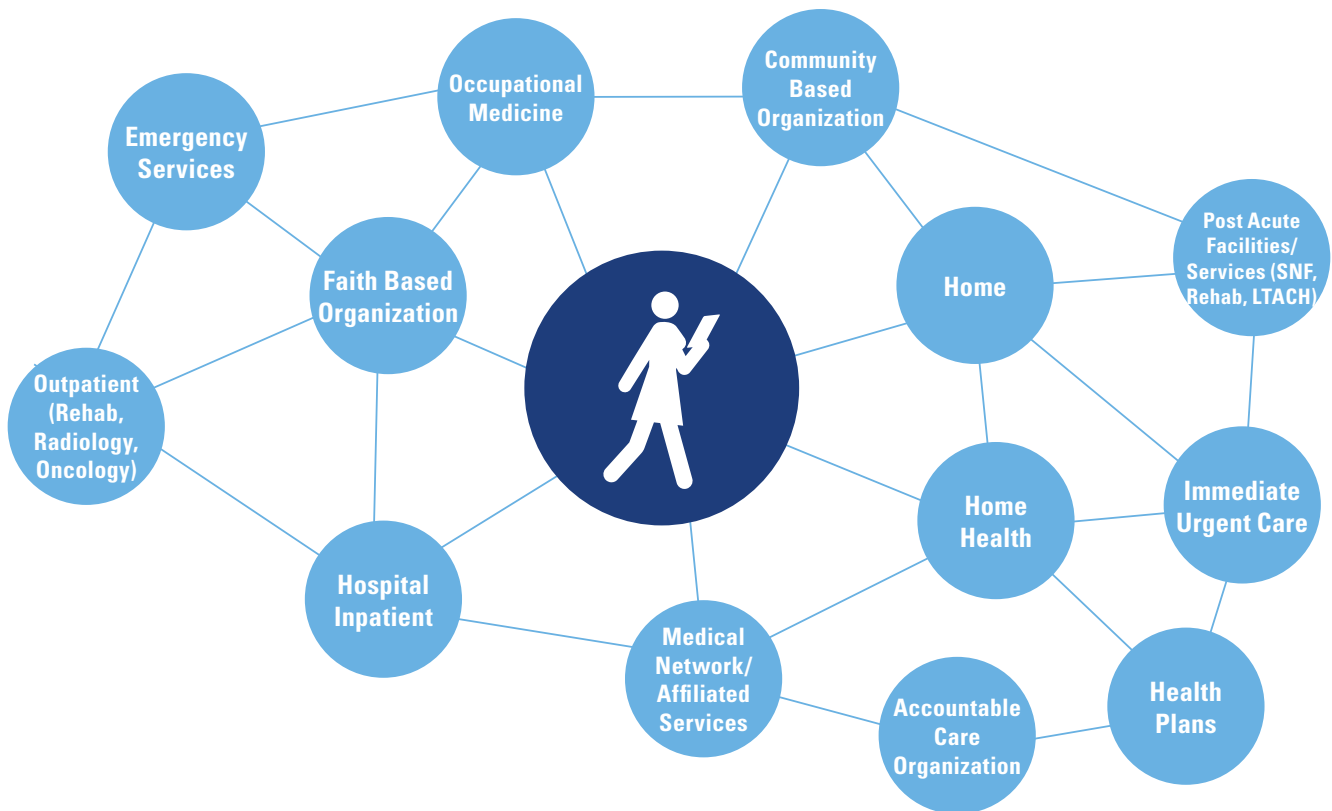 Community
Based
Organization
Occupational
Medicine
Emergency
Services
Post Acute
Facilities/
Services (SNF,
Rehab, LTACH)
Faith Based
Organization
Home
Outpatient
(Rehab,
Radiology,
Oncology)
Immediate
Urgent Care
Home
Health
Hospital
Inpatient
Medical
Network/
Affiliated
Services
Health
Plans
Accountable
Care
Organization